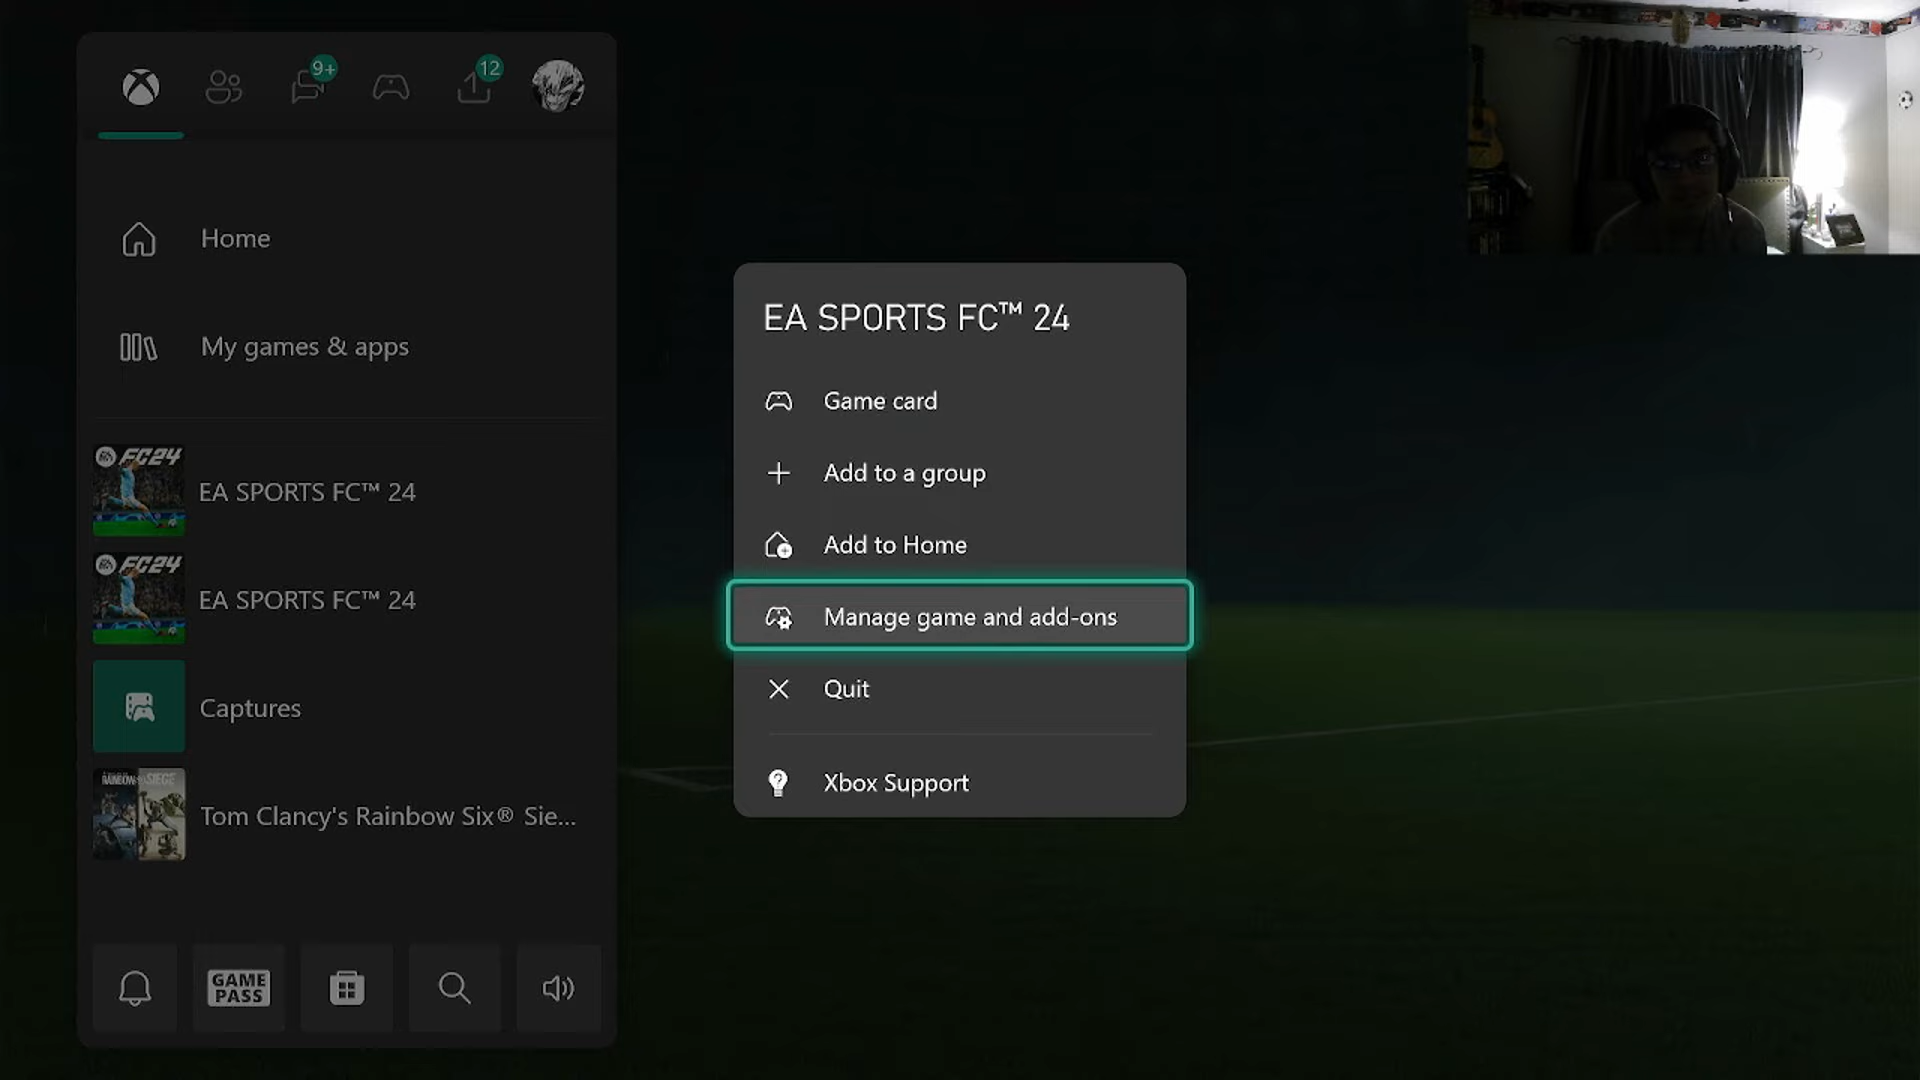 9+
12
Home
My games & apps
FC24
EA SPORTS FC™ 24
FC24
EA SPORTS FC™ 24
Captures
RAINBOW SIEGE
Tom Clancy's Rainbow Six® Sie...
GAME
PASS
EA SPORTS FC™ 24
Game card
Add to a group
Add to Home
Manage game and add-ons
Quit
Xbox Support